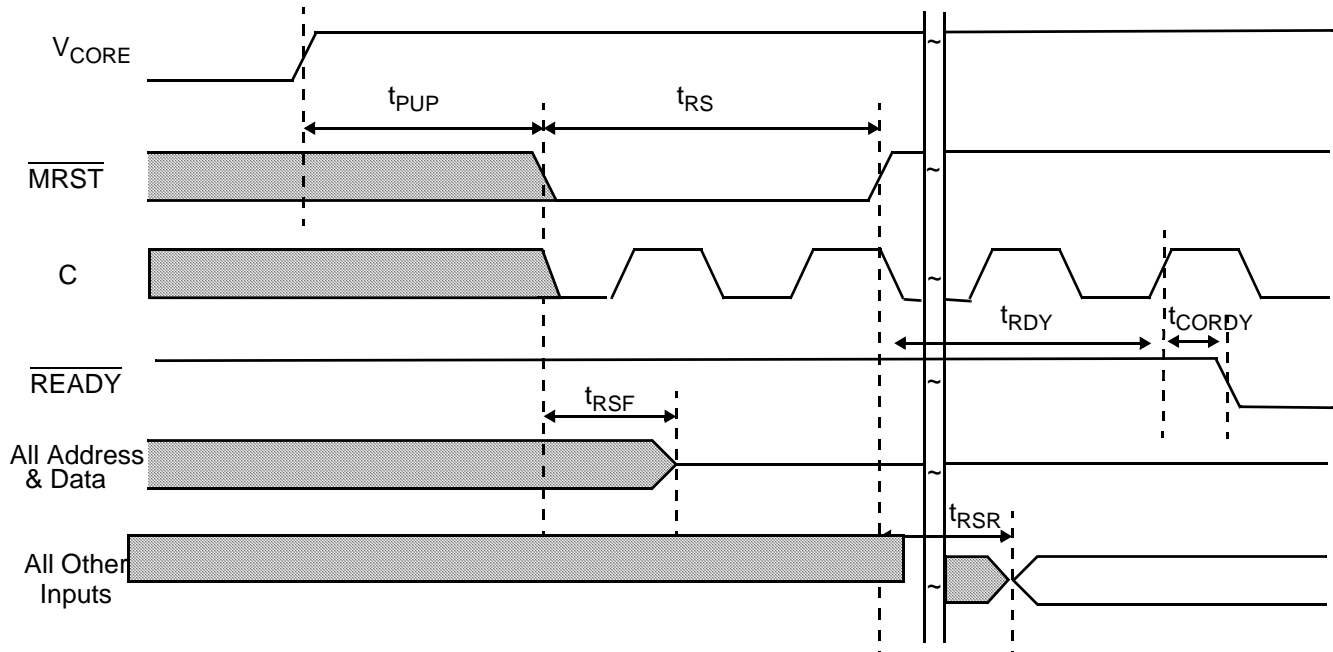 VCORE
tPUP
tRS
MRST
~
~
C
~
tRDY
tCORDY
READY
~
tRSF
All Address
& Data
~
tRSR
All Other
Inputs
~